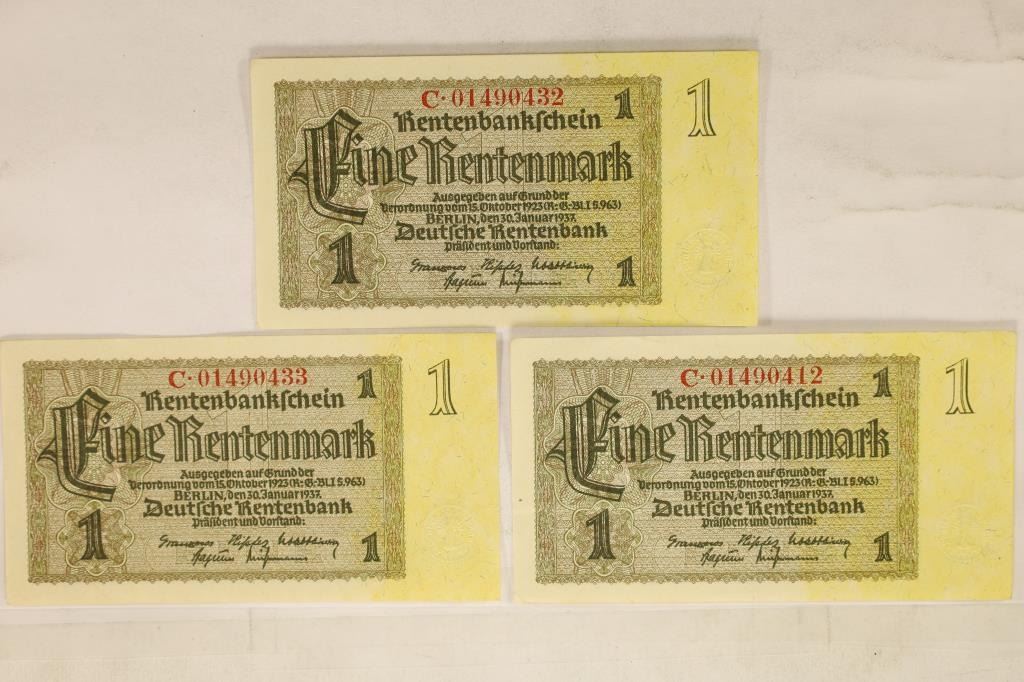 C·01490432
Rentenbankschein 1
1
Eine Rentenmark
Ausgegeben auf Grund der
Verordnung vom 15. Oktober 1923 (R.-G.-Bl. I S. 963)
BERLIN, den 30. Januar 1937.
Deutsche Rentenbank
Präsident und Vorstand:
1
1
C·01490433
Rentenbankschein 1
1
Eine Rentenmark
Ausgegeben auf Grund der
Verordnung vom 15. Oktober 1923 (R.-G.-Bl. I S. 963)
BERLIN, den 30. Januar 1937.
Deutsche Rentenbank
Präsident und Vorstand:
1
1
C·01490412
Rentenbankschein 1
1
Eine Rentenmark
Ausgegeben auf Grund der
Verordnung vom 15. Oktober 1923 (R.-G.-Bl. I S. 963)
BERLIN, den 30. Januar 1937.
Deutsche Rentenbank
Präsident und Vorstand:
1
1